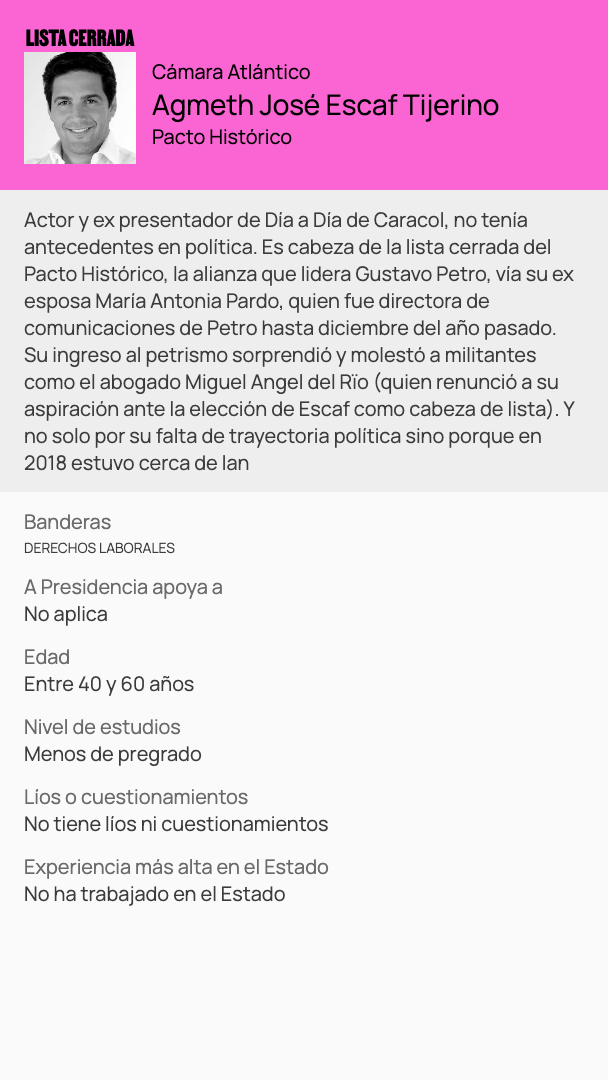 LISTA CERRADA
Cámara Atlántico
Agmeth José Escaf Tijerino
Pacto Histórico
Actor y ex presentador de Día a Día de Caracol, no tenía
antecedentes en política. Es cabeza de la lista cerrada del
Pacto Histórico, la alianza que lidera Gustavo Petro, vía su ex
esposa María Antonia Pardo, quien fue directora de
comunicaciones de Petro hasta diciembre del año pasado.
Su ingreso al petrismo sorprendió y molestó a militantes
como el abogado Miguel Angel del Rïo (quien renunció a su
aspiración ante la elección de Escaf como cabeza de lista). Y
no solo por su falta de trayectoria política sino porque en
2018 estuvo cerca de Ian
Banderas
DERECHOS LABORALES
A Presidencia apoya a
No aplica
Edad
Entre 40 y 60 años
Nivel de estudios
Menos de pregrado
Líos o cuestionamientos
No tiene líos ni cuestionamientos
Experiencia más alta en el Estado
No ha trabajado en el Estado